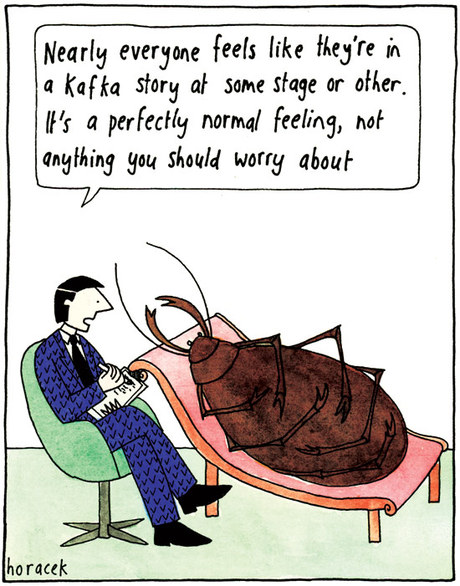 Nearly everyone feels like they're in
a Kafka story at some stage or other.
It's a perfectly normal feeling, not
anything you should worry about
horacek